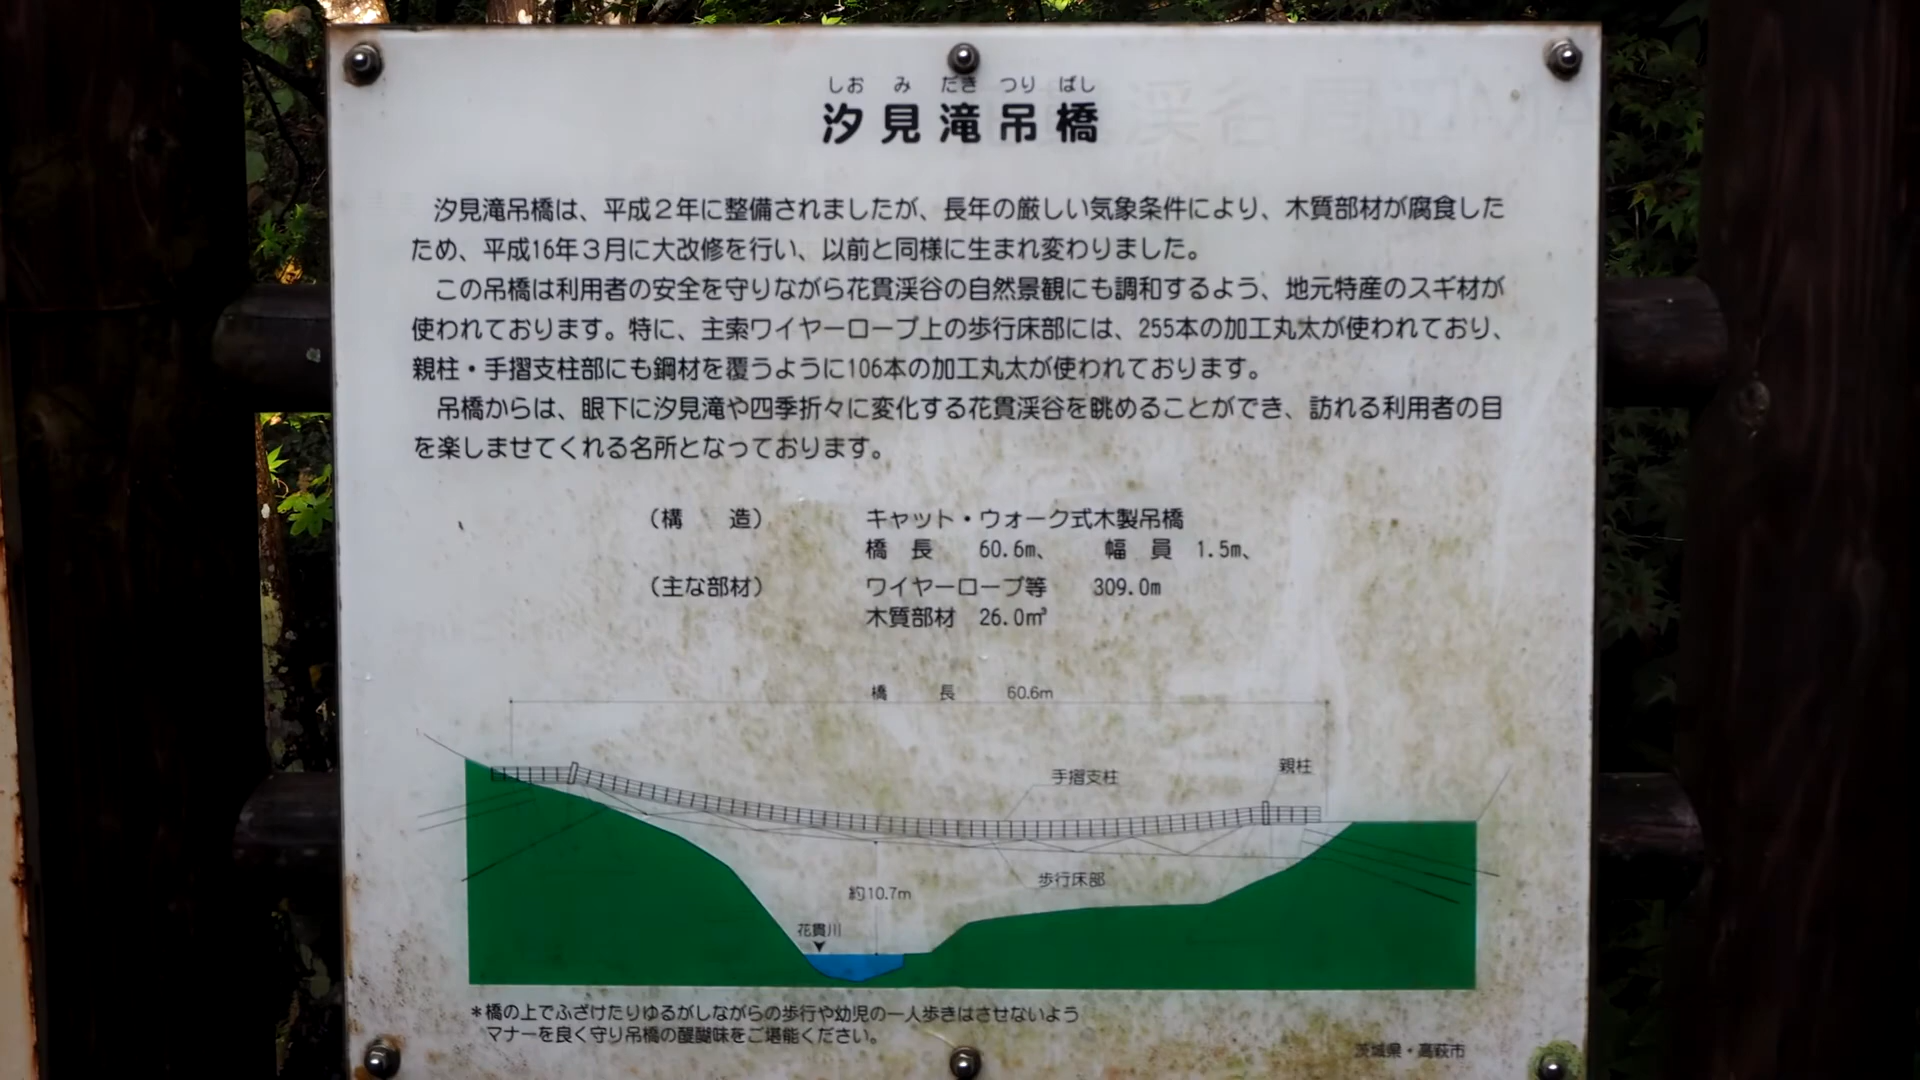 しお み だき つり ばし
汐見滝吊橋
汐見滝吊橋は、平成2年に整備されましたが、長年の厳しい気象条件により、木質部材が腐食した
ため、平成16年3月に大改修を行い、以前と同様に生まれ変わりました。
この吊橋は利用者の安全を守りながら花貫渓谷の自然景観にも調和するよう、地元特産のスギ材が
使われております。特に、主索ワイヤーロープ上の歩行床部には、255本の加工丸太が使われており、
親柱・手摺支柱部にも鋼材を覆うように106本の加工丸太が使われております。
吊橋からは、眼下に汐見滝や四季折々に変化する花貫渓谷を眺めることができ、訪れる利用者の目
を楽しませてくれる名所となっております。
（構　造） キャット・ウォーク式木製吊橋
橋　長 60.6m、 幅　員 1.5m、
（主な部材） ワイヤーロープ等 309.0m
木質部材 26.0㎥
橋　長 60.6m
親柱
手摺支柱
歩行床部
約10.7m
花貫川
＊橋の上でふざけたりゆるがしながらの歩行や幼児の一人歩きはさせないよう
マナーを良く守り吊橋の醍醐味をご堪能ください。
茨城県・高萩市